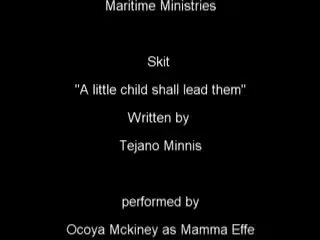 Maritime Ministries
Skit
"A little child shall lead them"
Written by
Tejano Minnis
performed by
Ocoya Mckiney as Mamma Effe